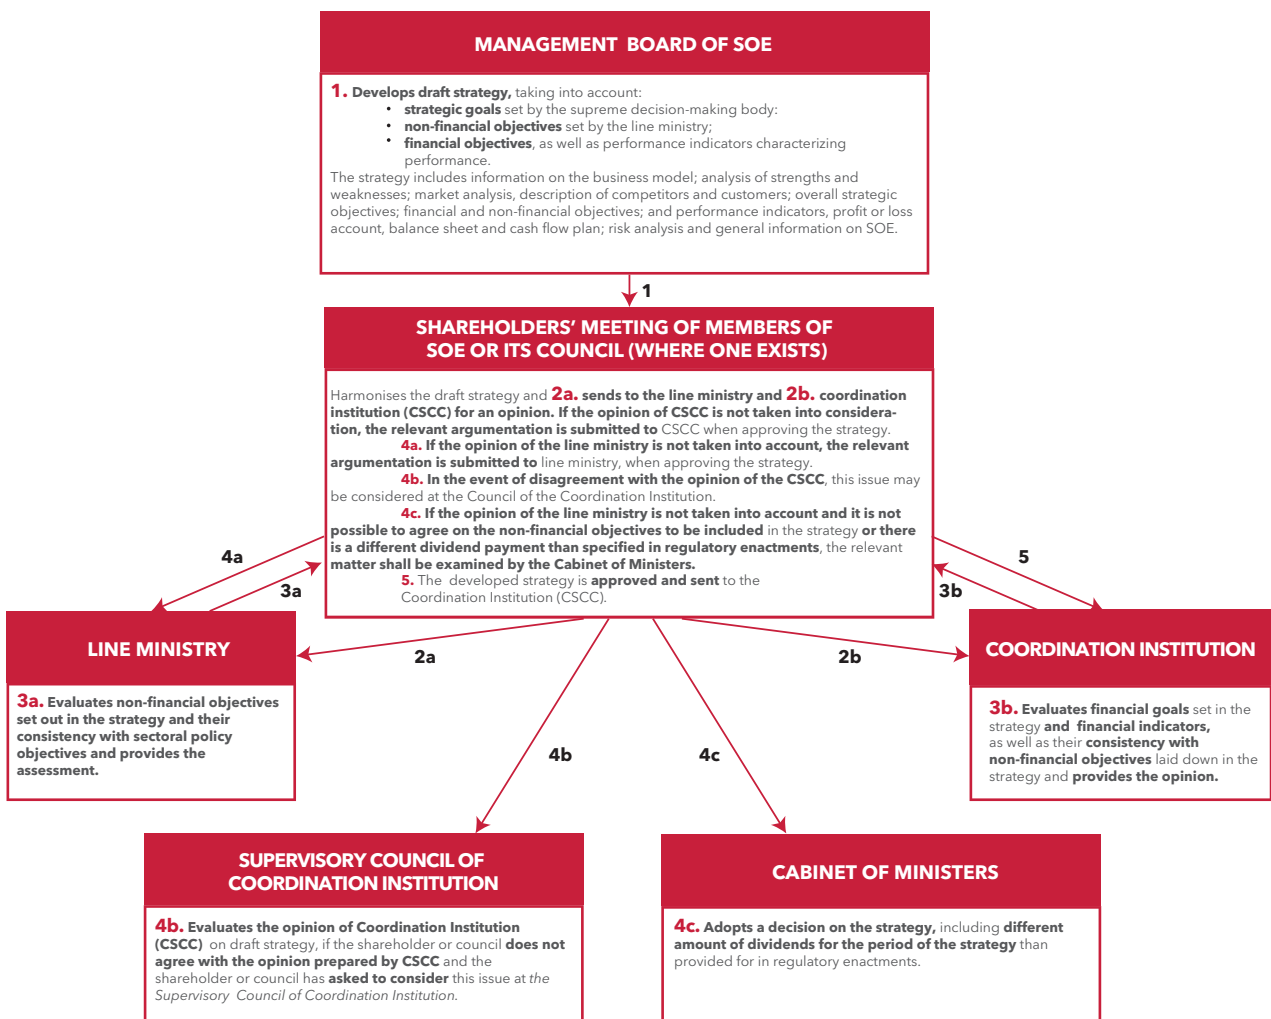 MANAGEMENT BOARD OF SOE
1. Develops draft strategy, taking into account:
• strategic goals set by the supreme decision-making body:
• non-financial objectives set by the line ministry;
• financial objectives, as well as performance indicators characterizing
performance.
The strategy includes information on the business model; analysis of strengths and
weaknesses; market analysis, description of competitors and customers; overall strategic
objectives; financial and non-financial objectives; and performance indicators, profit or loss
account, balance sheet and cash flow plan; risk analysis and general information on SOE.
1
SHAREHOLDERS' MEETING OF MEMBERS OF
SOE OR ITS COUNCIL (WHERE ONE EXISTS)
Harmonises the draft strategy and 2a. sends to the line ministry and 2b. coordination
institution (CSCC) for an opinion. If the opinion of CSCC is not taken into considera-
tion, the relevant argumentation is submitted to CSCC when approving the strategy.
4a. If the opinion of the line ministry is not taken into account, the relevant
argumentation is submitted to line ministry, when approving the strategy.
4b. In the event of disagreement with the opinion of the CSCC, this issue may
be considered at the Council of the Coordination Institution.
4c. If the opinion of the line ministry is not taken into account and it is not
possible to agree on the non-financial objectives to be included in the strategy or there
is a different dividend payment than specified in regulatory enactments, the relevant
matter shall be examined by the Cabinet of Ministers.
5. The developed strategy is approved and sent to the
Coordination Institution (CSCC).
4a
3a
5
3b
2a
2b
4b
4c
LINE MINISTRY
3a. Evaluates non-financial objectives
set out in the strategy and their
consistency with sectoral policy
objectives and provides the
assessment.
COORDINATION INSTITUTION
3b. Evaluates financial goals set in the
strategy and financial indicators,
as well as their consistency with
non-financial objectives laid down in the
strategy and provides the opinion.
SUPERVISORY COUNCIL OF
COORDINATION INSTITUTION
4b. Evaluates the opinion of Coordination Institution
(CSCC) on draft strategy, if the shareholder or council does not
agree with the opinion prepared by CSCC and the
shareholder or council has asked to consider this issue at the
Supervisory Council of Coordination Institution.
CABINET OF MINISTERS
4c. Adopts a decision on the strategy, including different
amount of dividends for the period of the strategy than
provided for in regulatory enactments.